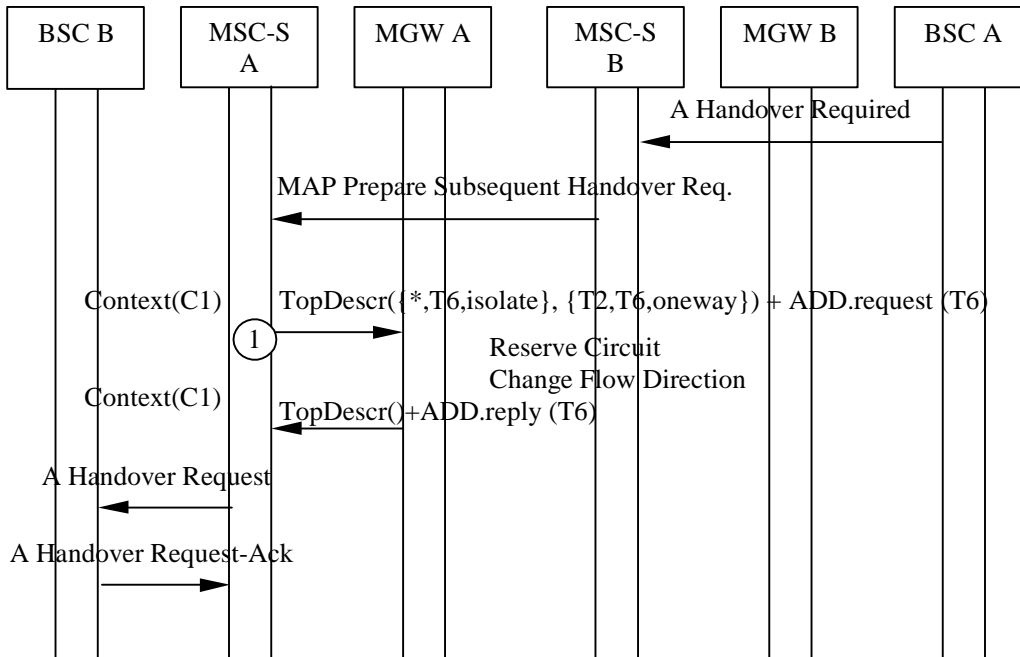 BSC B
MSC-S
A
MGW A
MSC-S
B
MGW B
BSC A
A Handover Required
MAP Prepare Subsequent Handover Req.
Context(C1)
TopDescr({*,T6,isolate}, {T2,T6,oneway}) + ADD.request (T6)
1
Reserve Circuit
Change Flow Direction
Context(C1)
TopDescr()+ADD.reply (T6)
A Handover Request
A Handover Request-Ack